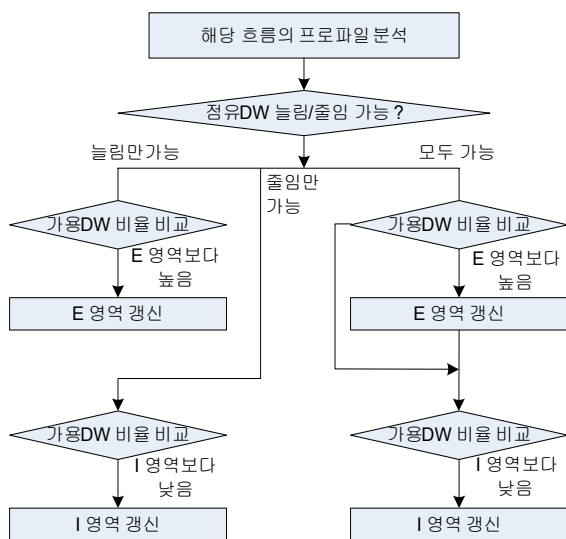 해당 흐름의 프로파일 분석
점유DW 늘림/줄임 가능 ?
늘림만가능
줄임만
가능
모두 가능
가용DW 비율 비교
E 영역보다
높음
E 영역 갱신
가용DW 비율 비교
E 영역보다
높음
E 영역 갱신
가용DW 비율 비교
I 영역보다
낮음
I 영역 갱신
가용DW 비율 비교
I 영역보다
낮음
I 영역 갱신